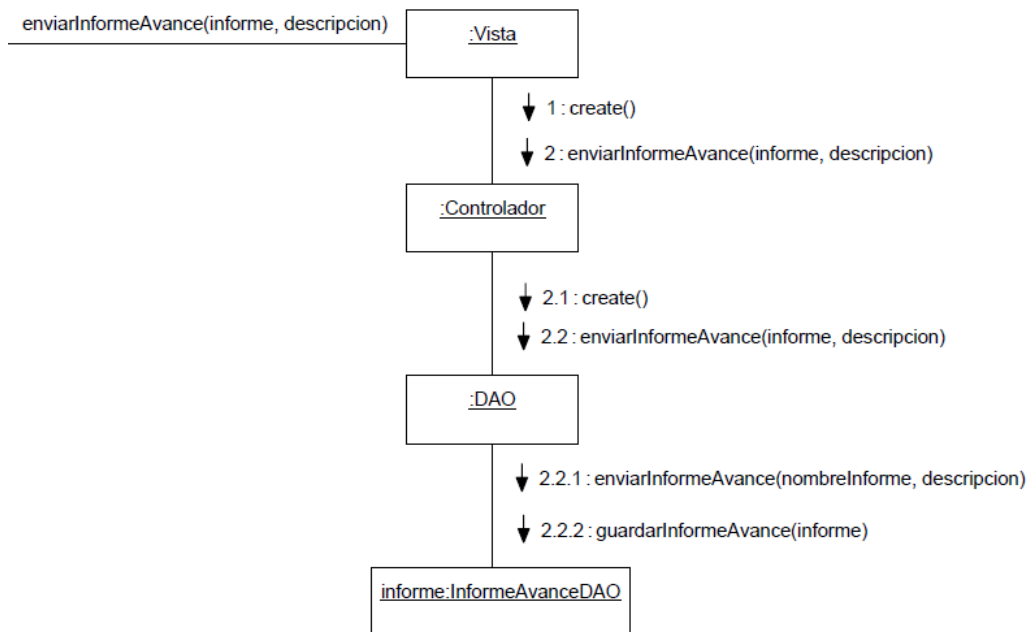 enviarInformeAvance(informe, descripcion)
:Vista
1 : create()
2 : enviarInformeAvance(informe, descripcion)
:Controlador
2.1 : create()
2.2 : enviarInformeAvance(informe, descripcion)
:DAO
2.2.1 : enviarInformeAvance(nombreInforme, descripcion)
2.2.2 : guardarInformeAvance(informe)
informe:InformeAvanceDAO